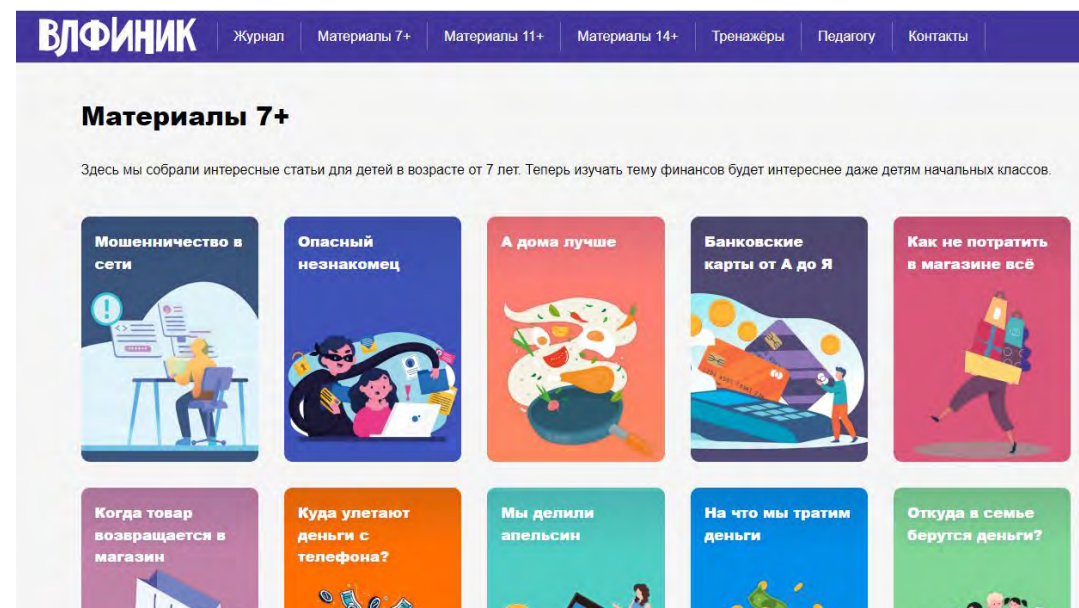 ВЛФИНИК Журнал Материалы 7+ Материалы 11+ Материалы 14+ Тренажёры Педагогу Контакты
Материалы 7+
Здесь мы собрали интересные статьи для детей в возрасте от 7 лет. Теперь изучать тему финансов будет интереснее даже детям начальных классов.
Мошенничество в
сети
Опасный
незнакомец
А дома лучше
Банковские
карты от А до Я
Как не потратить
в магазине всё
Когда товар
возвращается в
магазин
Куда улетают
деньги с
телефона?
Мы делили
апельсин
На что мы тратим
деньги
Откуда в семье
берутся деньги?